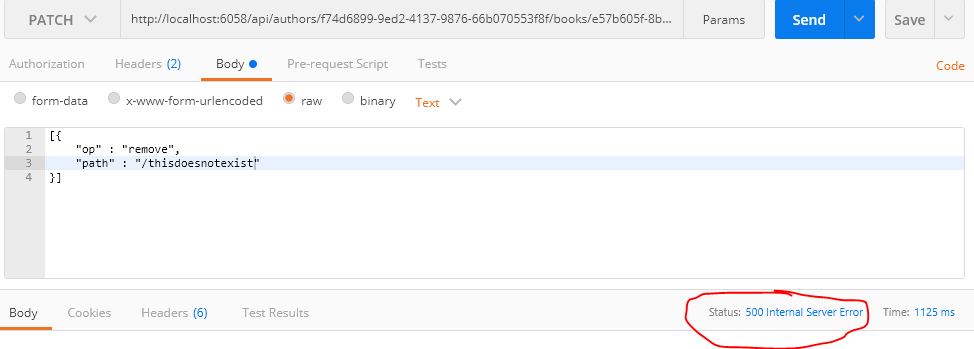 PATCH http://localhost:6058/api/authors/f74d6899-9ed2-4137-9876-66b070553f8f/books/e57b605f-8b... Params Send Save
Authorization Headers (2) Body Pre-request Script Tests Code
form-data x-www-form-urlencoded raw binary Text
1 [{
2 "op" : "remove",
3 "path" : "/thisdoesnotexist"
4 }]
Body Cookies Headers (6) Test Results Status: 500 Internal Server Error Time: 1125 ms